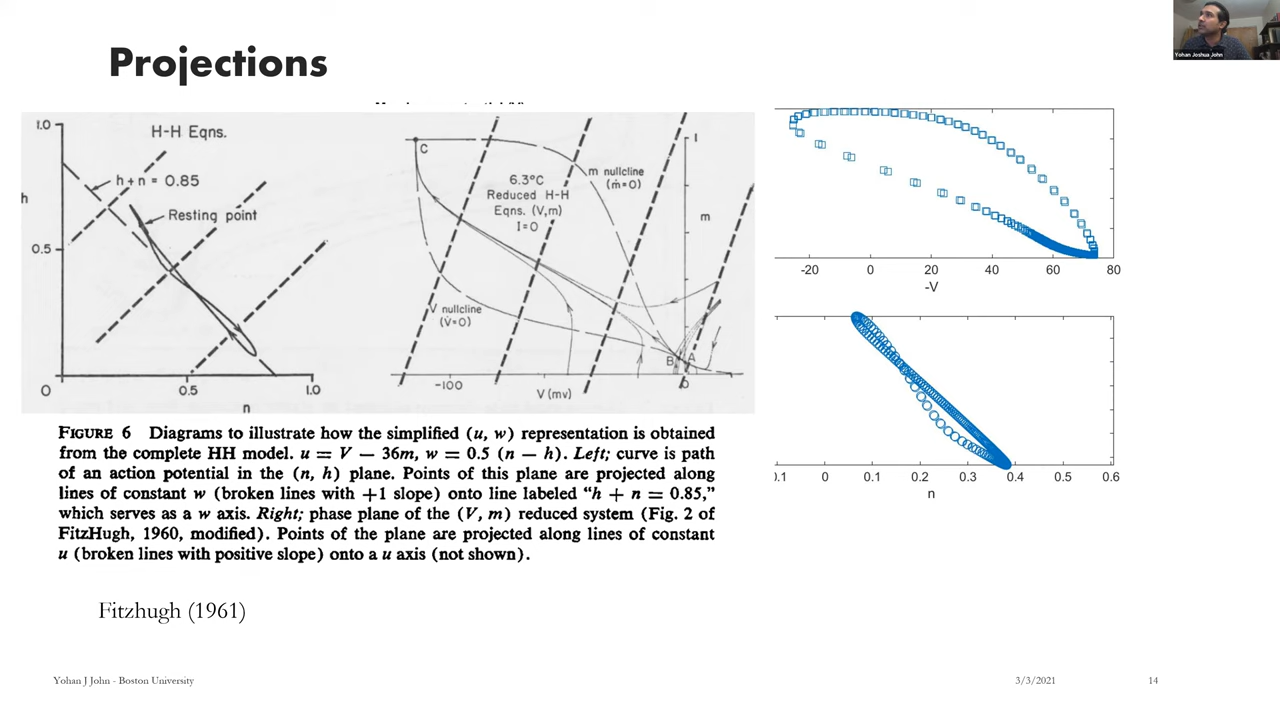 Projections
Yohan Joshua John
1.0
H-H Eqns.
h+n = 0.85
h
Resting point
0.5
0
0.5
1.0
n
C
6.3°C
Reduced H-H
Eqns. (V,m)
I=0
m nullcline
(ṁ=0)
I
m
V nullcline
(V̇=0)
B
A
-100
0
V (mv)
-20 0 20 40 60 80
-V
0.1 0 0.1 0.2 0.3 0.4 0.5 0.6
n
FIGURE 6 Diagrams to illustrate how the simplified (u, w) representation is obtained
from the complete HH model. u = V − 36m, w = 0.5 (n − h). Left; curve is path
of an action potential in the (n, h) plane. Points of this plane are projected along
lines of constant w (broken lines with +1 slope) onto line labeled “h + n = 0.85,”
which serves as a w axis. Right; phase plane of the (V, m) reduced system (Fig. 2 of
FitzHugh, 1960, modified). Points of the plane are projected along lines of constant
u (broken lines with positive slope) onto a u axis (not shown).
Fitzhugh (1961)
Yohan J John - Boston University
3/3/2021
14